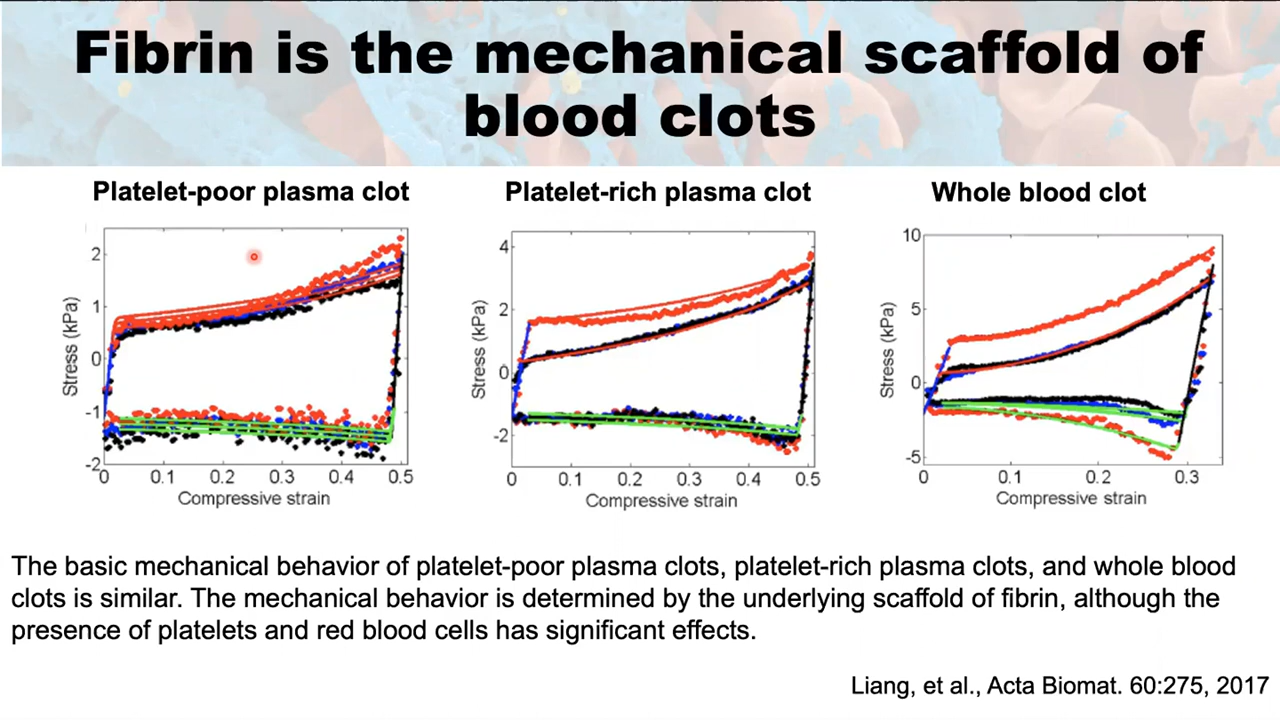 Fibrin is the mechanical scaffold of
blood clots
Platelet-poor plasma clot
Platelet-rich plasma clot
Whole blood clot
2
1
0
-1
-2
Stress (kPa)
0 0.1 0.2 0.3 0.4 0.5
Compressive strain
4
2
0
-2
Stress (kPa)
0 0.1 0.2 0.3 0.4 0.5
Compressive strain
10
5
0
-5
Stress (kPa)
0 0.1 0.2 0.3
Compressive strain
The basic mechanical behavior of platelet-poor plasma clots, platelet-rich plasma clots, and whole blood
clots is similar. The mechanical behavior is determined by the underlying scaffold of fibrin, although the
presence of platelets and red blood cells has significant effects.
Liang, et al., Acta Biomat. 60:275, 2017